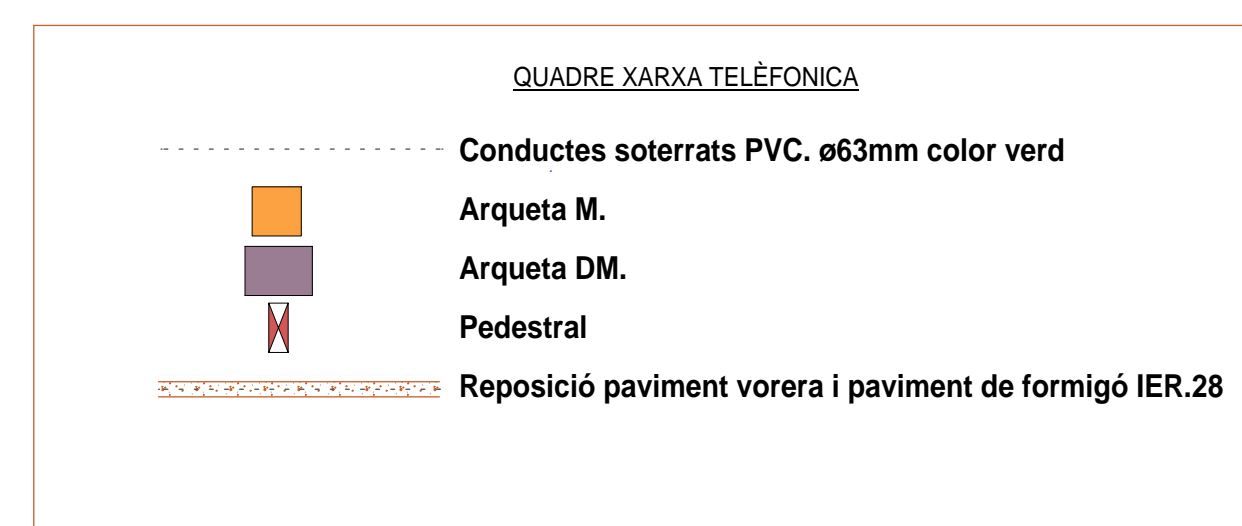 QUADRE XARXA TELÈFONICA
Conductes soterrats PVC. ø63mm color verd
Arqueta M.
Arqueta DM.
Pedestral
Reposició paviment vorera i paviment de formigó IER.28